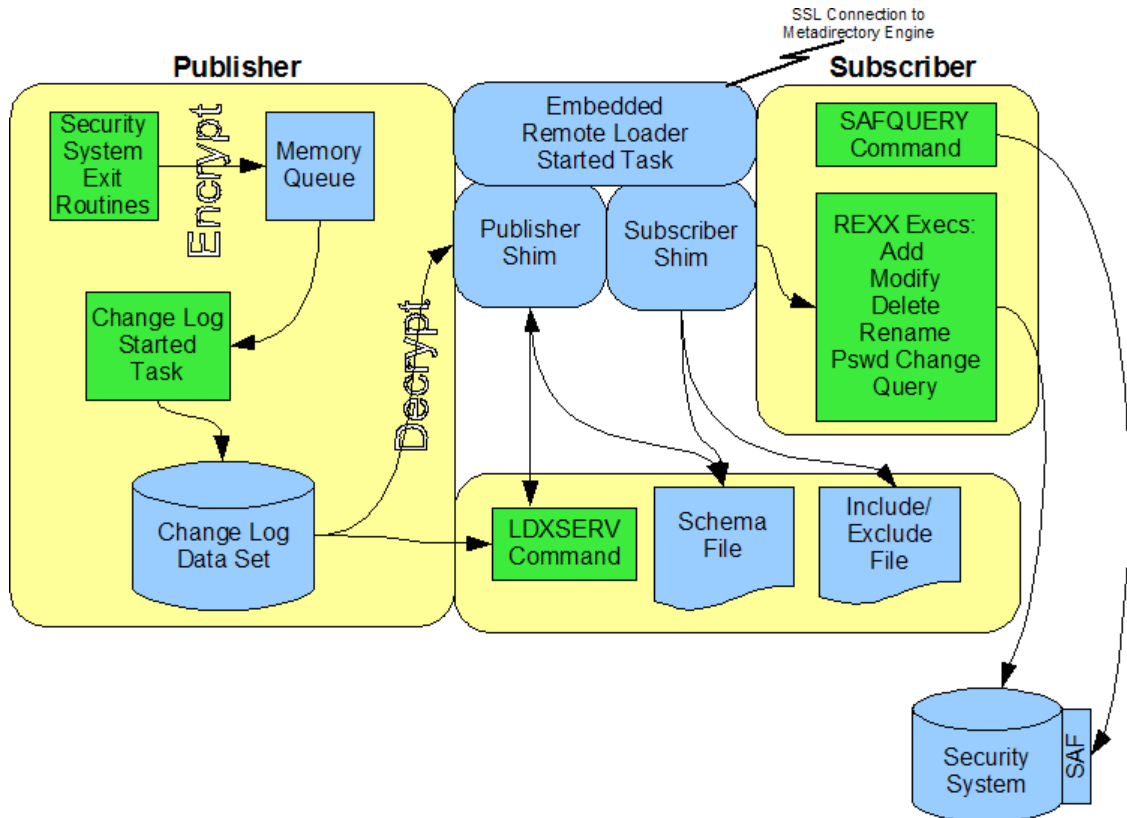 SSL Connection to
Metadirectory Engine
Publisher
Subscriber
Security
System
Exit
Routines
Encrypt
Memory
Queue
Embedded
Remote Loader
Started Task
SAFQUERY
Command
Publisher
Shim
Subscriber
Shim
REXX Execs:
Add
Modify
Delete
Rename
Pswd Change
Query
Change Log
Started
Task
Decrypt
Change Log
Data Set
LDXSERV
Command
Schema
File
Include/
Exclude
File
Security
System
SAF